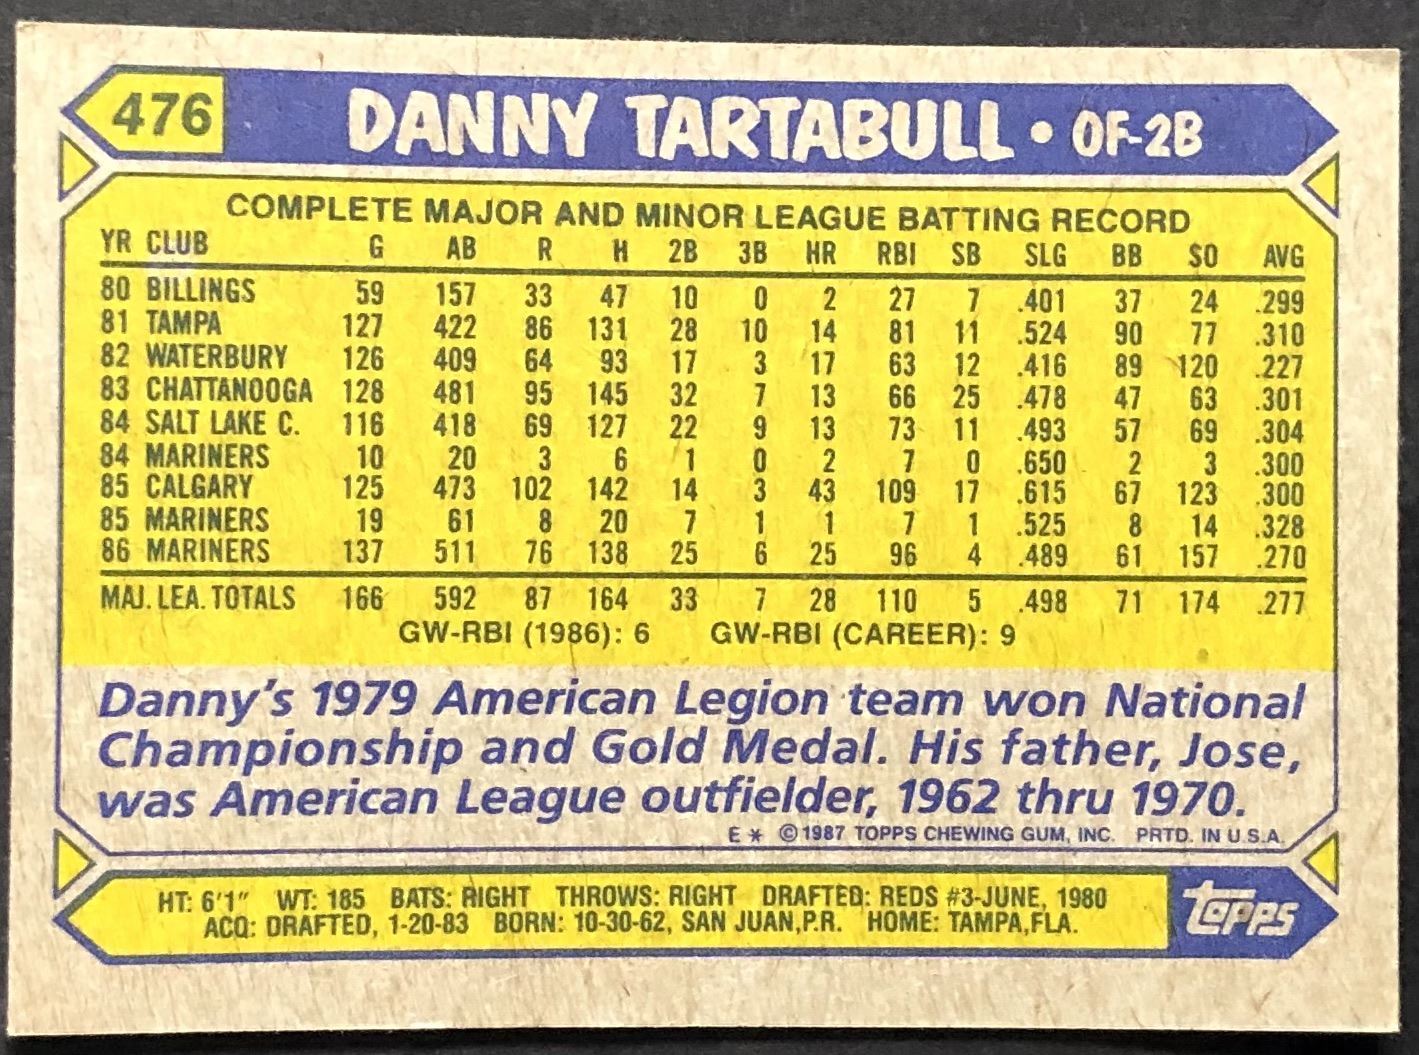 476
DANNY TARTABULL • OF-2B
COMPLETE MAJOR AND MINOR LEAGUE BATTING RECORD
YR CLUB G AB R H 2B 3B HR RBI SB SLG BB SO AVG
80 BILLINGS 59 157 33 47 10 0 2 27 7 .401 37 24 .299
81 TAMPA 127 422 86 131 28 10 14 81 11 .524 90 77 .310
82 WATERBURY 126 409 64 93 17 3 17 63 12 .416 89 120 .227
83 CHATTANOOGA 128 481 95 145 32 7 13 66 25 .478 47 63 .301
84 SALT LAKE C. 116 418 69 127 22 9 13 73 11 .493 57 69 .304
84 MARINERS 10 20 3 6 1 0 2 7 0 .650 2 3 .300
85 CALGARY 125 473 102 142 14 3 43 109 17 .615 67 123 .300
85 MARINERS 19 61 8 20 7 1 1 7 1 .525 8 14 .328
86 MARINERS 137 511 76 138 25 6 25 96 4 .489 61 157 .270
MAJ. LEA. TOTALS 166 592 87 164 33 7 28 110 5 .498 71 174 .277
GW-RBI (1986): 6 GW-RBI (CAREER): 9
Danny's 1979 American Legion team won National
Championship and Gold Medal. His father, Jose,
was American League outfielder, 1962 thru 1970.
E * ©1987 TOPPS CHEWING GUM, INC. PRTD. IN U.S.A.
HT: 6'1" WT: 185 BATS: RIGHT THROWS: RIGHT DRAFTED: REDS #3-JUNE, 1980
ACQ: DRAFTED, 1-20-83 BORN: 10-30-62, SAN JUAN,P.R. HOME: TAMPA,FLA.
topps